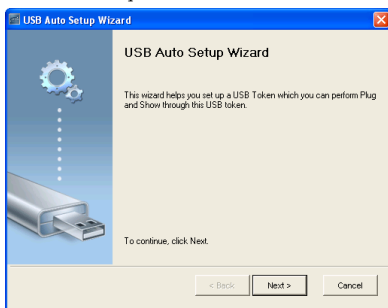 USB Auto Setup Wizard
USB Auto Setup Wizard
This wizard helps you set up a USB Token which you can perform Plug
and Show through this USB token.
To continue, click Next.
< Back Next > Cancel